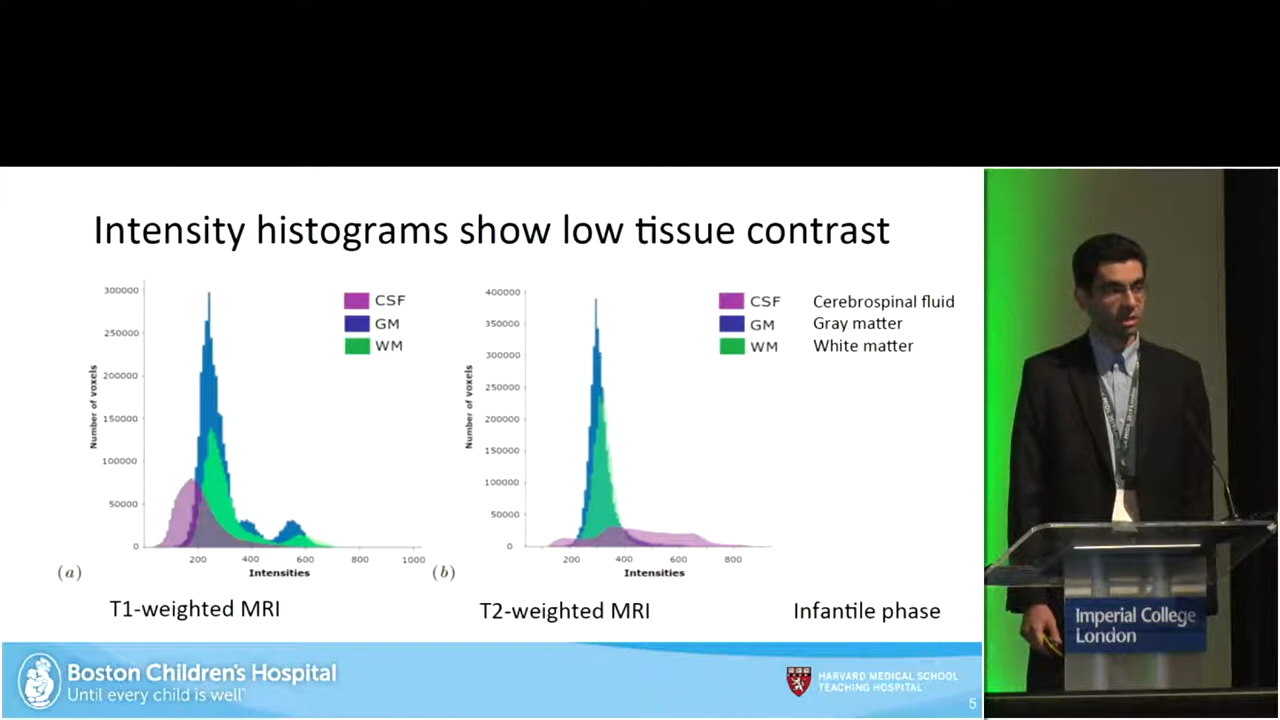 Intensity histograms show low tissue contrast
300000
250000
200000
150000
100000
50000
0
Number of voxels
200 400 600 800 1000
Intensities
CSF
GM
WM
(a)
T1-weighted MRI
400000
350000
300000
250000
200000
150000
100000
50000
0
Number of voxels
200 400 600 800
Intensities
CSF Cerebrospinal fluid
GM Gray matter
WM White matter
(b)
T2-weighted MRI
Infantile phase
Boston Children's Hospital
Until every child is well
HARVARD MEDICAL SCHOOL
TEACHING HOSPITAL
5
Imperial College
London